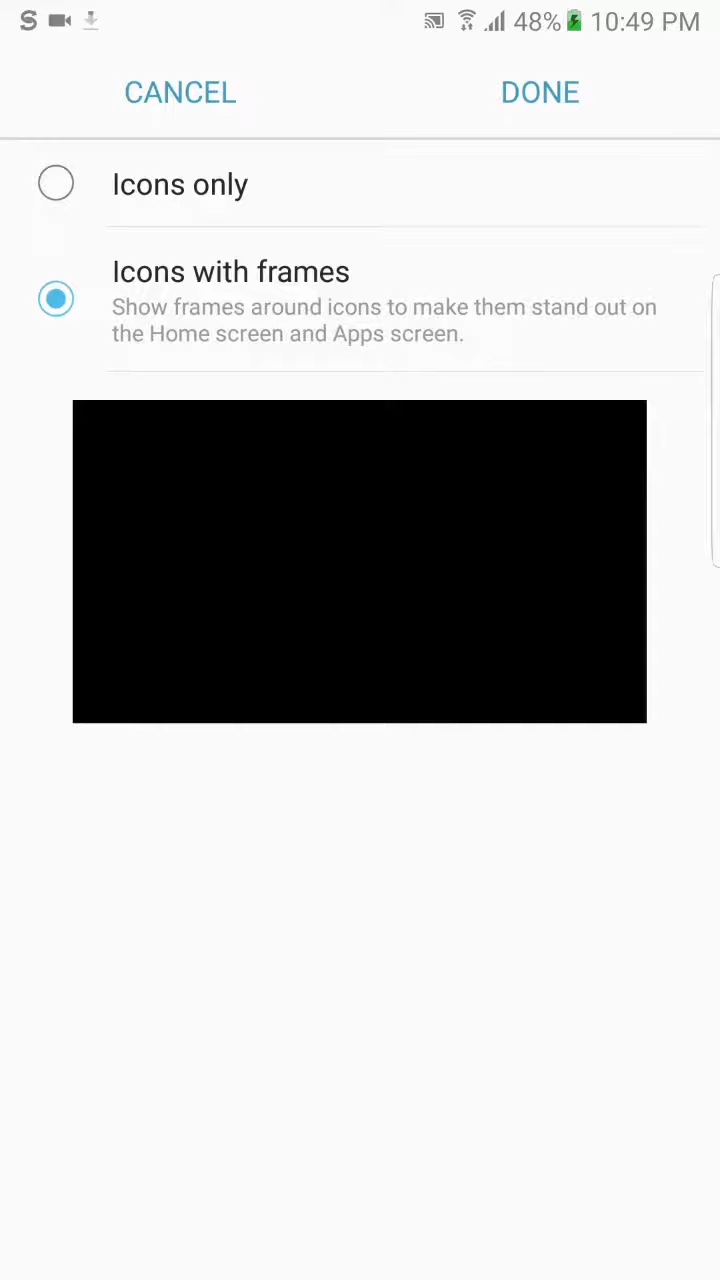 S 48% 10:49 PM
CANCEL DONE
Icons only
Icons with frames
Show frames around icons to make them stand out on
the Home screen and Apps screen.